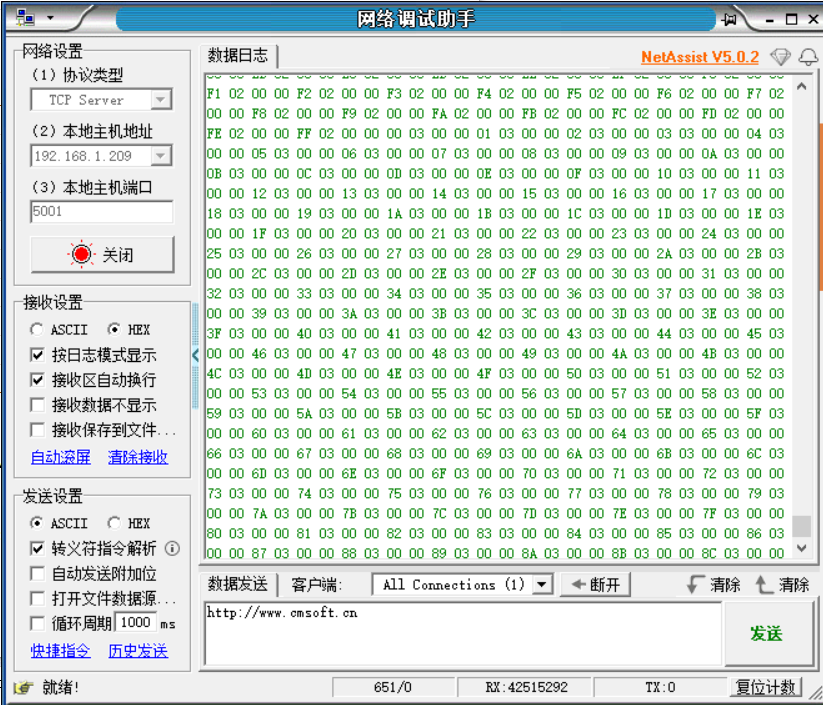 网络调试助手
网络设置
(1) 协议类型
TCP Server
(2) 本地主机地址
192.168.1.209
(3) 本地主机端口
5001
关闭
接收设置
ASCII HEX
按日志模式显示
接收区自动换行
接收数据不显示
接收保存到文件...
自动滚屏 清除接收
发送设置
ASCII HEX
转义符指令解析
自动发送附加位
打开文件数据源...
循环周期 1000 ms
快捷指令 历史发送
数据日志
NetAssist V5.0.2
F1 02 00 00 F2 02 00 00 F3 02 00 00 F4 02 00 00 F5 02 00 00 F6 02 00 00 F7 02
00 00 F8 02 00 00 F9 02 00 00 FA 02 00 00 FB 02 00 00 FC 02 00 00 FD 02 00 00
FE 02 00 00 FF 02 00 00 00 03 00 00 01 03 00 00 02 03 00 00 03 03 00 00 04 03
00 00 05 03 00 00 06 03 00 00 07 03 00 00 08 03 00 00 09 03 00 00 0A 03 00 00
0B 03 00 00 0C 03 00 00 0D 03 00 00 0E 03 00 00 0F 03 00 00 10 03 00 00 11 03
00 00 12 03 00 00 13 03 00 00 14 03 00 00 15 03 00 00 16 03 00 00 17 03 00 00
18 03 00 00 19 03 00 00 1A 03 00 00 1B 03 00 00 1C 03 00 00 1D 03 00 00 1E 03
00 00 1F 03 00 00 20 03 00 00 21 03 00 00 22 03 00 00 23 03 00 00 24 03 00 00
25 03 00 00 26 03 00 00 27 03 00 00 28 03 00 00 29 03 00 00 2A 03 00 00 2B 03
00 00 2C 03 00 00 2D 03 00 00 2E 03 00 00 2F 03 00 00 30 03 00 00 31 03 00 00
32 03 00 00 33 03 00 00 34 03 00 00 35 03 00 00 36 03 00 00 37 03 00 00 38 03
00 00 39 03 00 00 3A 03 00 00 3B 03 00 00 3C 03 00 00 3D 03 00 00 3E 03 00 00
3F 03 00 00 40 03 00 00 41 03 00 00 42 03 00 00 43 03 00 00 44 03 00 00 45 03
00 00 46 03 00 00 47 03 00 00 48 03 00 00 49 03 00 00 4A 03 00 00 4B 03 00 00
4C 03 00 00 4D 03 00 00 4E 03 00 00 4F 03 00 00 50 03 00 00 51 03 00 00 52 03
00 00 53 03 00 00 54 03 00 00 55 03 00 00 56 03 00 00 57 03 00 00 58 03 00 00
59 03 00 00 5A 03 00 00 5B 03 00 00 5C 03 00 00 5D 03 00 00 5E 03 00 00 5F 03
00 00 60 03 00 00 61 03 00 00 62 03 00 00 63 03 00 00 64 03 00 00 65 03 00 00
66 03 00 00 67 03 00 00 68 03 00 00 69 03 00 00 6A 03 00 00 6B 03 00 00 6C 03
00 00 6D 03 00 00 6E 03 00 00 6F 03 00 00 70 03 00 00 71 03 00 00 72 03 00 00
73 03 00 00 74 03 00 00 75 03 00 00 76 03 00 00 77 03 00 00 78 03 00 00 79 03
00 00 7A 03 00 00 7B 03 00 00 7C 03 00 00 7D 03 00 00 7E 03 00 00 7F 03 00 00
80 03 00 00 81 03 00 00 82 03 00 00 83 03 00 00 84 03 00 00 85 03 00 00 86 03
00 00 87 03 00 00 88 03 00 00 89 03 00 00 8A 03 00 00 8B 03 00 00 8C 03 00 00
数据发送 客户端: All Connections (1) 断开 清除 清除
http://www.cmsoft.cn
发送
就绪! 651/0 RX:42515292 TX:0 复位计数